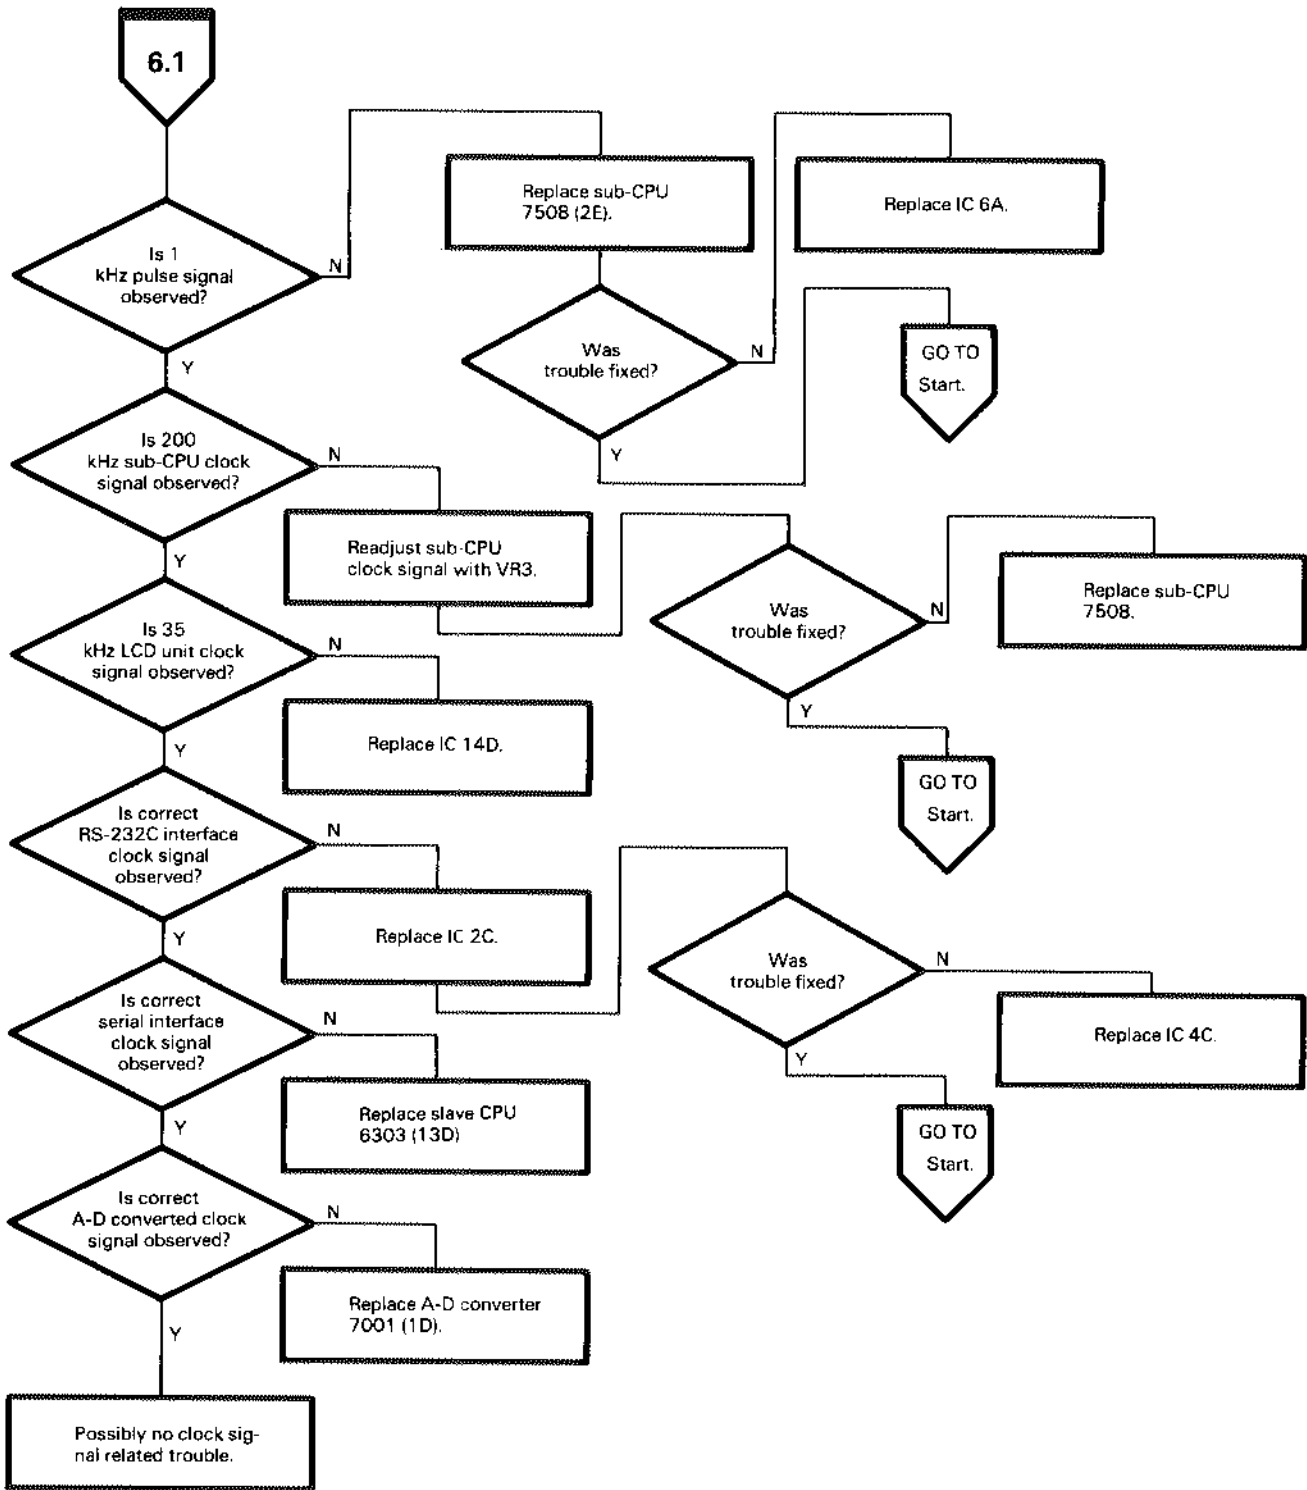 6.1
Is 1
kHz pulse signal
observed?
N
Y
Replace sub-CPU
7508 (2E).
Was
trouble fixed?
N
Y
Replace IC 6A.
GO TO
Start.
Is 200
kHz sub-CPU clock
signal observed?
N
Y
Readjust sub-CPU
clock signal with VR3.
Was
trouble fixed?
N
Y
Replace sub-CPU
7508.
GO TO
Start.
Is 35
kHz LCD unit clock
signal observed?
N
Y
Replace IC 14D.
Is correct
RS-232C interface
clock signal
observed?
N
Y
Replace IC 2C.
Was
trouble fixed?
N
Y
Replace IC 4C.
GO TO
Start.
Is correct
serial interface
clock signal
observed?
N
Y
Replace slave CPU
6303 (13D)
Is correct
A-D converted clock
signal observed?
N
Y
Replace A-D converter
7001 (1D).
Possibly no clock sig-
nal related trouble.